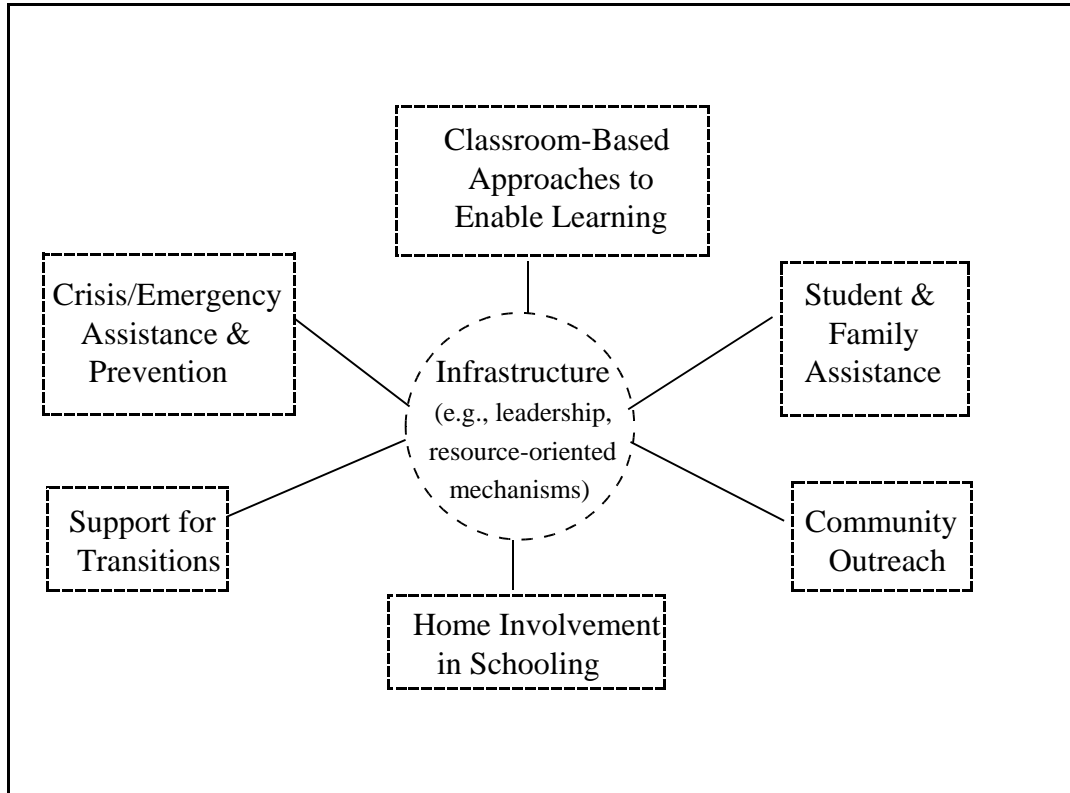 Classroom-Based
Approaches to
Enable Learning
Crisis/Emergency
Assistance &
Prevention
Student &
Family
Assistance
Infrastructure
(e.g., leadership,
resource-oriented
mechanisms)
Support for
Transitions
Community
Outreach
Home Involvement
in Schooling